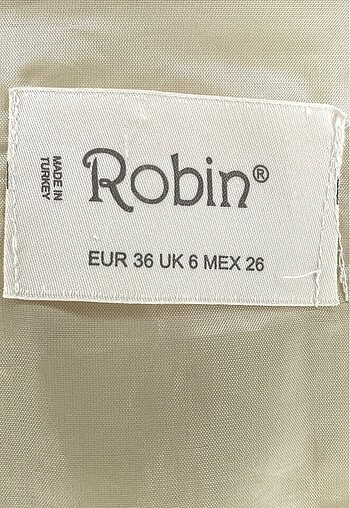 MADE IN
TURKEY
Robin®
EUR 36 UK 6 MEX 26